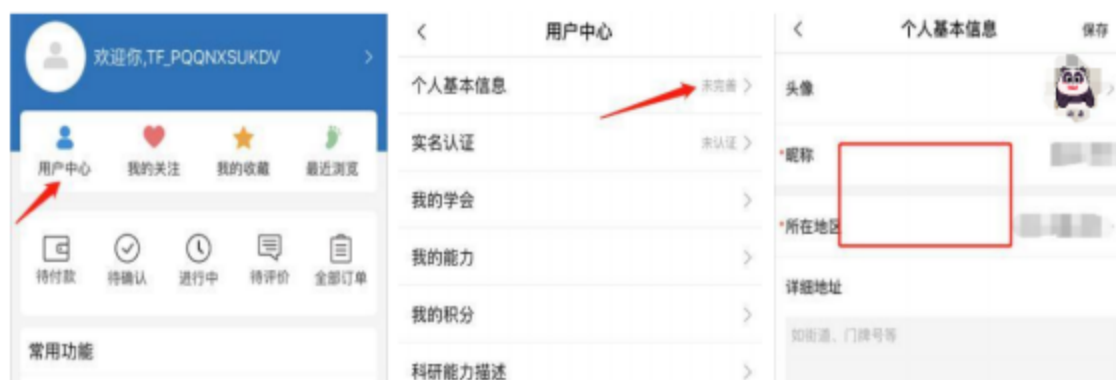 欢迎你,TF_PQQNXSUKDV
用户中心
我的关注
我的收藏
最近浏览
待付款
待确认
进行中
待评价
全部订单
常用功能
用户中心
个人基本信息
未完善
实名认证
未认证
我的学会
我的能力
我的积分
科研能力描述
个人基本信息
保存
头像
*昵称
*所在地区
详细地址
如街道、门牌号等